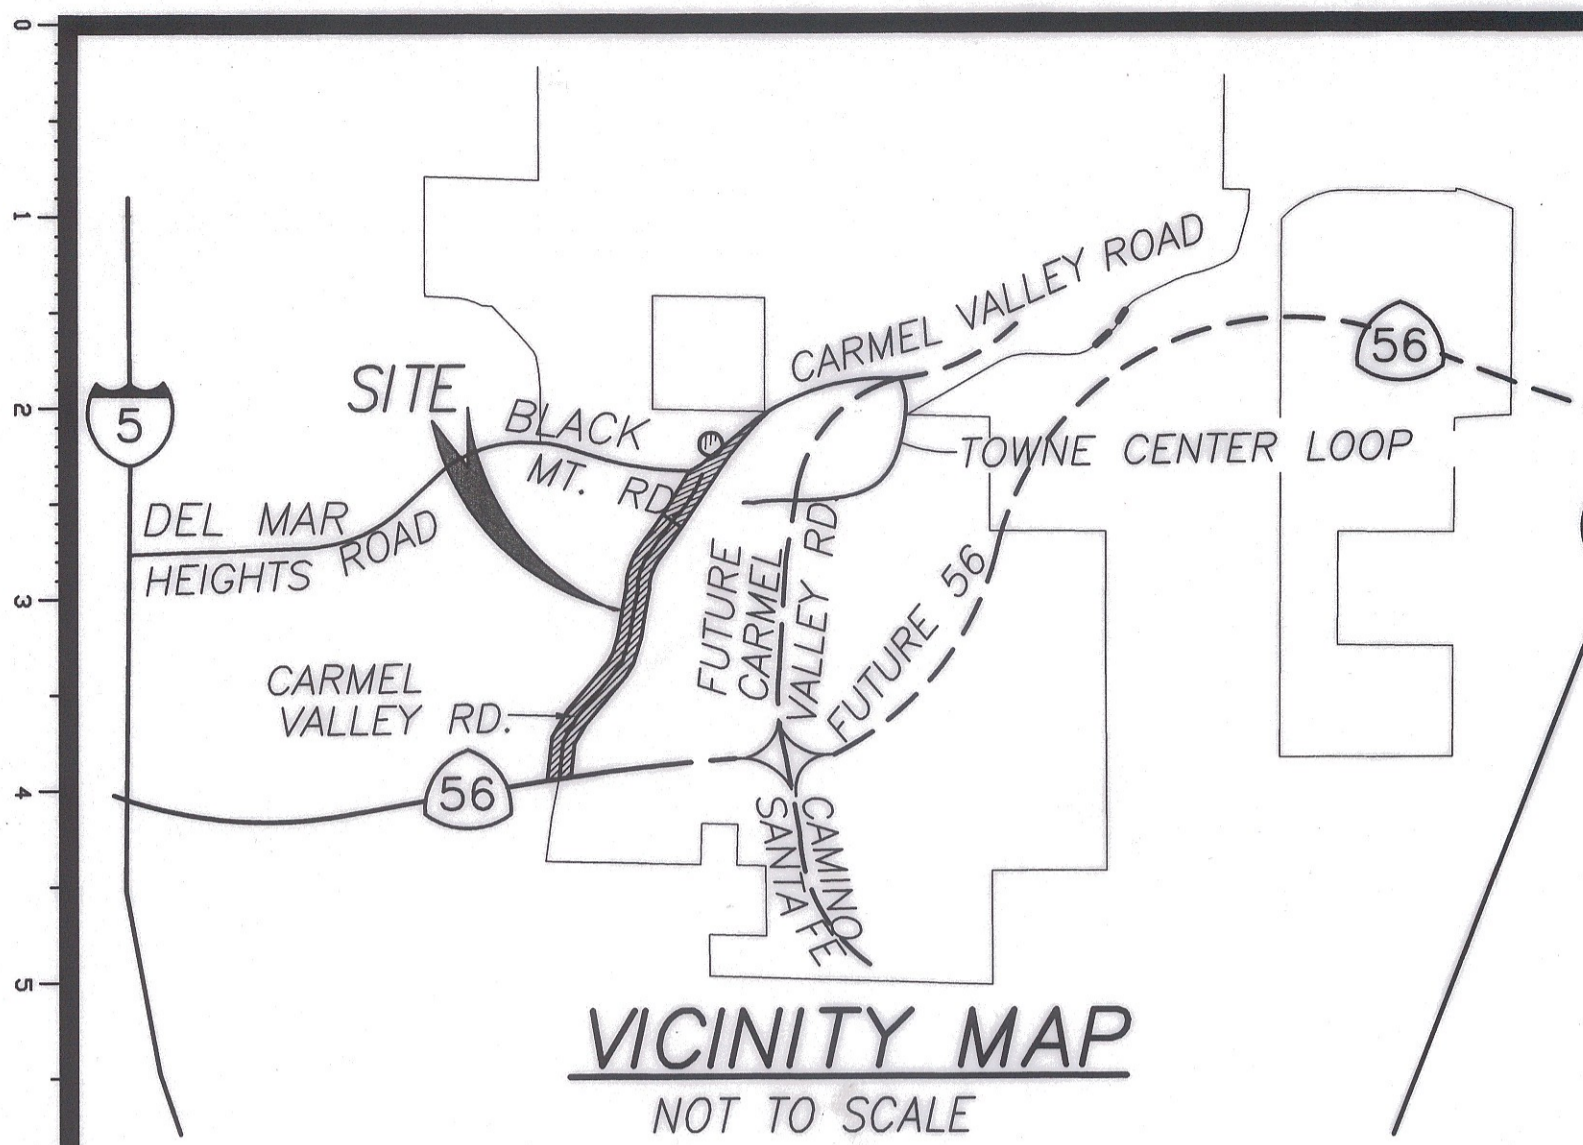 0
1
2
3
4
5
CARMEL VALLEY ROAD
56
SITE
5
BLACK
MT. RD.
TOWNE CENTER LOOP
DEL MAR
HEIGHTS ROAD
FUTURE
CARMEL
VALLEY RD.
FUTURE 56
CARMEL
VALLEY RD.
56
CAMINO
SANTA FE
VICINITY MAP
NOT TO SCALE